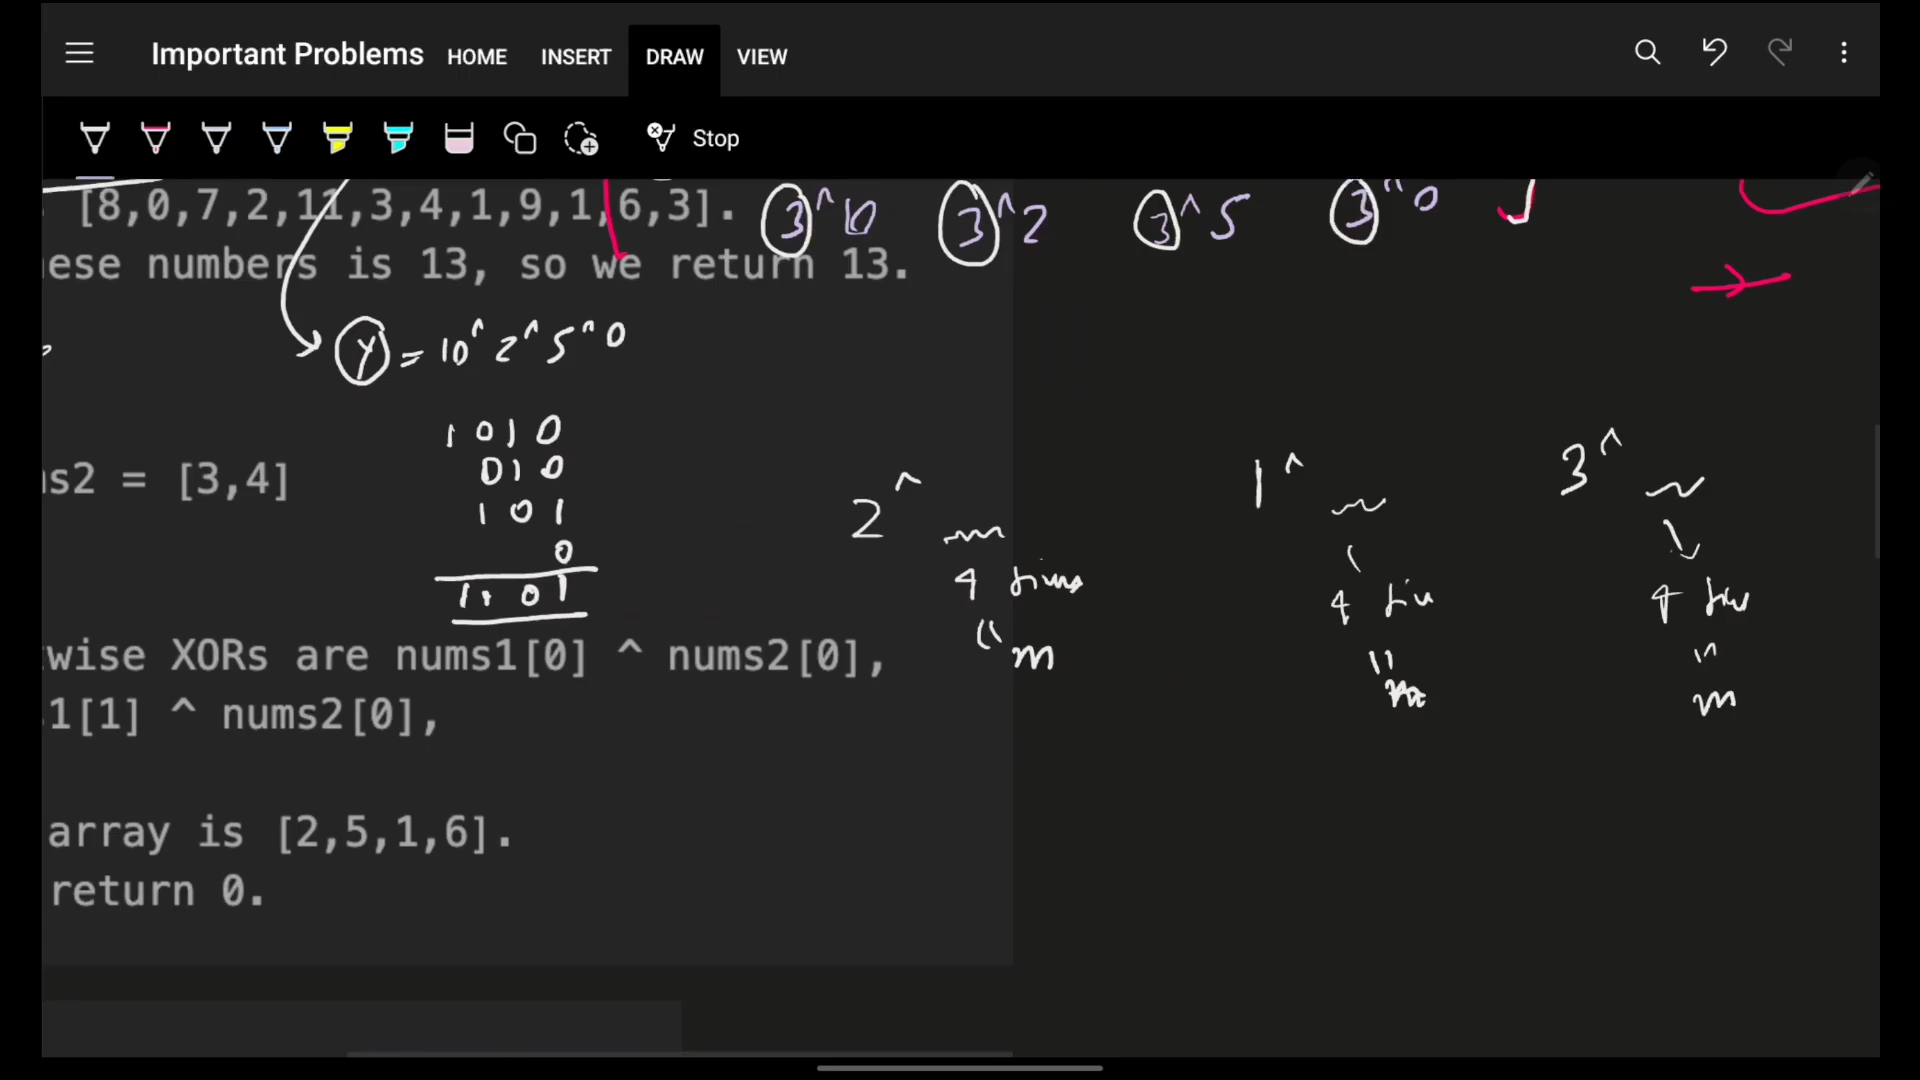 Important Problems HOME INSERT DRAW VIEW
Stop
[8,0,7,2,11,3,4,1,9,1,6,3].
3^10 3^2 3^5 3^0
ese numbers is 13, so we return 13.
Y = 10^2^5^0
1010
010
101
0
1101
s2 = [3,4]
2^ 1^ 3^
4 times
m m m
wise XORs are nums1[0] ^ nums2[0],
1[1] ^ nums2[0],
array is [2,5,1,6].
return 0.